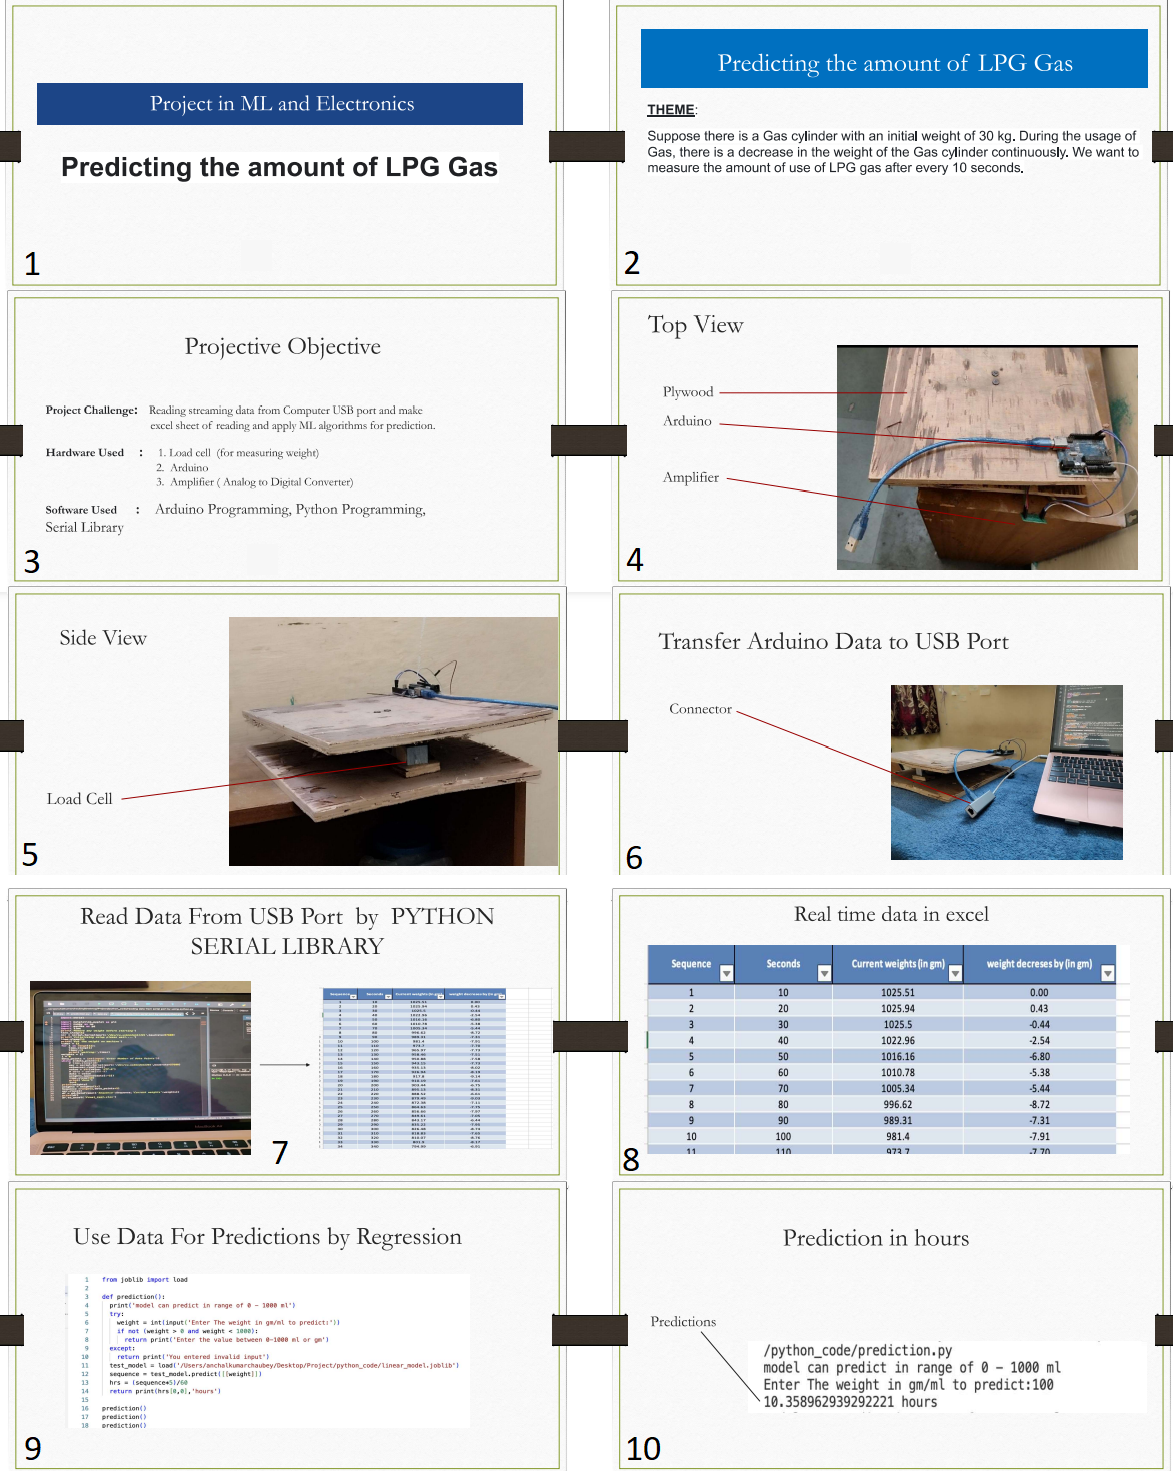 Project in ML and Electronics
Predicting the amount of LPG Gas
1
Predicting the amount of LPG Gas
THEME:
Suppose there is a Gas cylinder with an initial weight of 30 kg. During the usage of
Gas, there is a decrease in the weight of the Gas cylinder continuously. We want to
measure the amount of use of LPG gas after every 10 seconds.
2
Projective Objective
Project Challenge: Reading streaming data from Computer USB port and make
excel sheet of reading and apply ML algorithms for prediction.
Hardware Used : 1. Load cell (for measuring weight)
2. Arduino
3. Amplifier ( Analog to Digital Converter)
Software Used : Arduino Programming, Python Programming,
Serial Library
3
Top View
Plywood
Arduino
Amplifier
4
Side View
Load Cell
5
Transfer Arduino Data to USB Port
Connector
6
Read Data From USB Port by PYTHON
SERIAL LIBRARY
7
Real time data in excel
Sequence Seconds Current weights (in gm) weight decreses by (in gm)
1 10 1025.51 0.00
2 20 1025.94 0.43
3 30 1025.5 -0.44
4 40 1022.96 -2.54
5 50 1016.16 -6.80
6 60 1010.78 -5.38
7 70 1005.34 -5.44
8 80 996.62 -8.72
9 90 989.31 -7.31
10 100 981.4 -7.91
11 110 973.7 -7.70
8
Use Data For Predictions by Regression
1 from joblib import load
2
3 def prediction():
4 print('model can predict in range of 0 - 1000 ml')
5 try:
6 weight = int(input('Enter The weight in gm/ml to predict:'))
7 if not (weight > 0 and weight < 1000):
8 return print('Enter the value between 0-1000 ml or gm')
9 except:
10 return print('You entered invalid input')
11 test_model = load('/Users/anchalkumarchaubey/Desktop/Project/python_code/linear_model.joblib')
12 sequence = test_model.predict([[weight]])
13 hrs = (sequence*5)/60
14 return print(hrs[0,0],'hours')
15
16 prediction()
17 prediction()
18 prediction()
9
Prediction in hours
Predictions
/python_code/prediction.py
model can predict in range of 0 - 1000 ml
Enter The weight in gm/ml to predict:100
10.358962939292221 hours
10